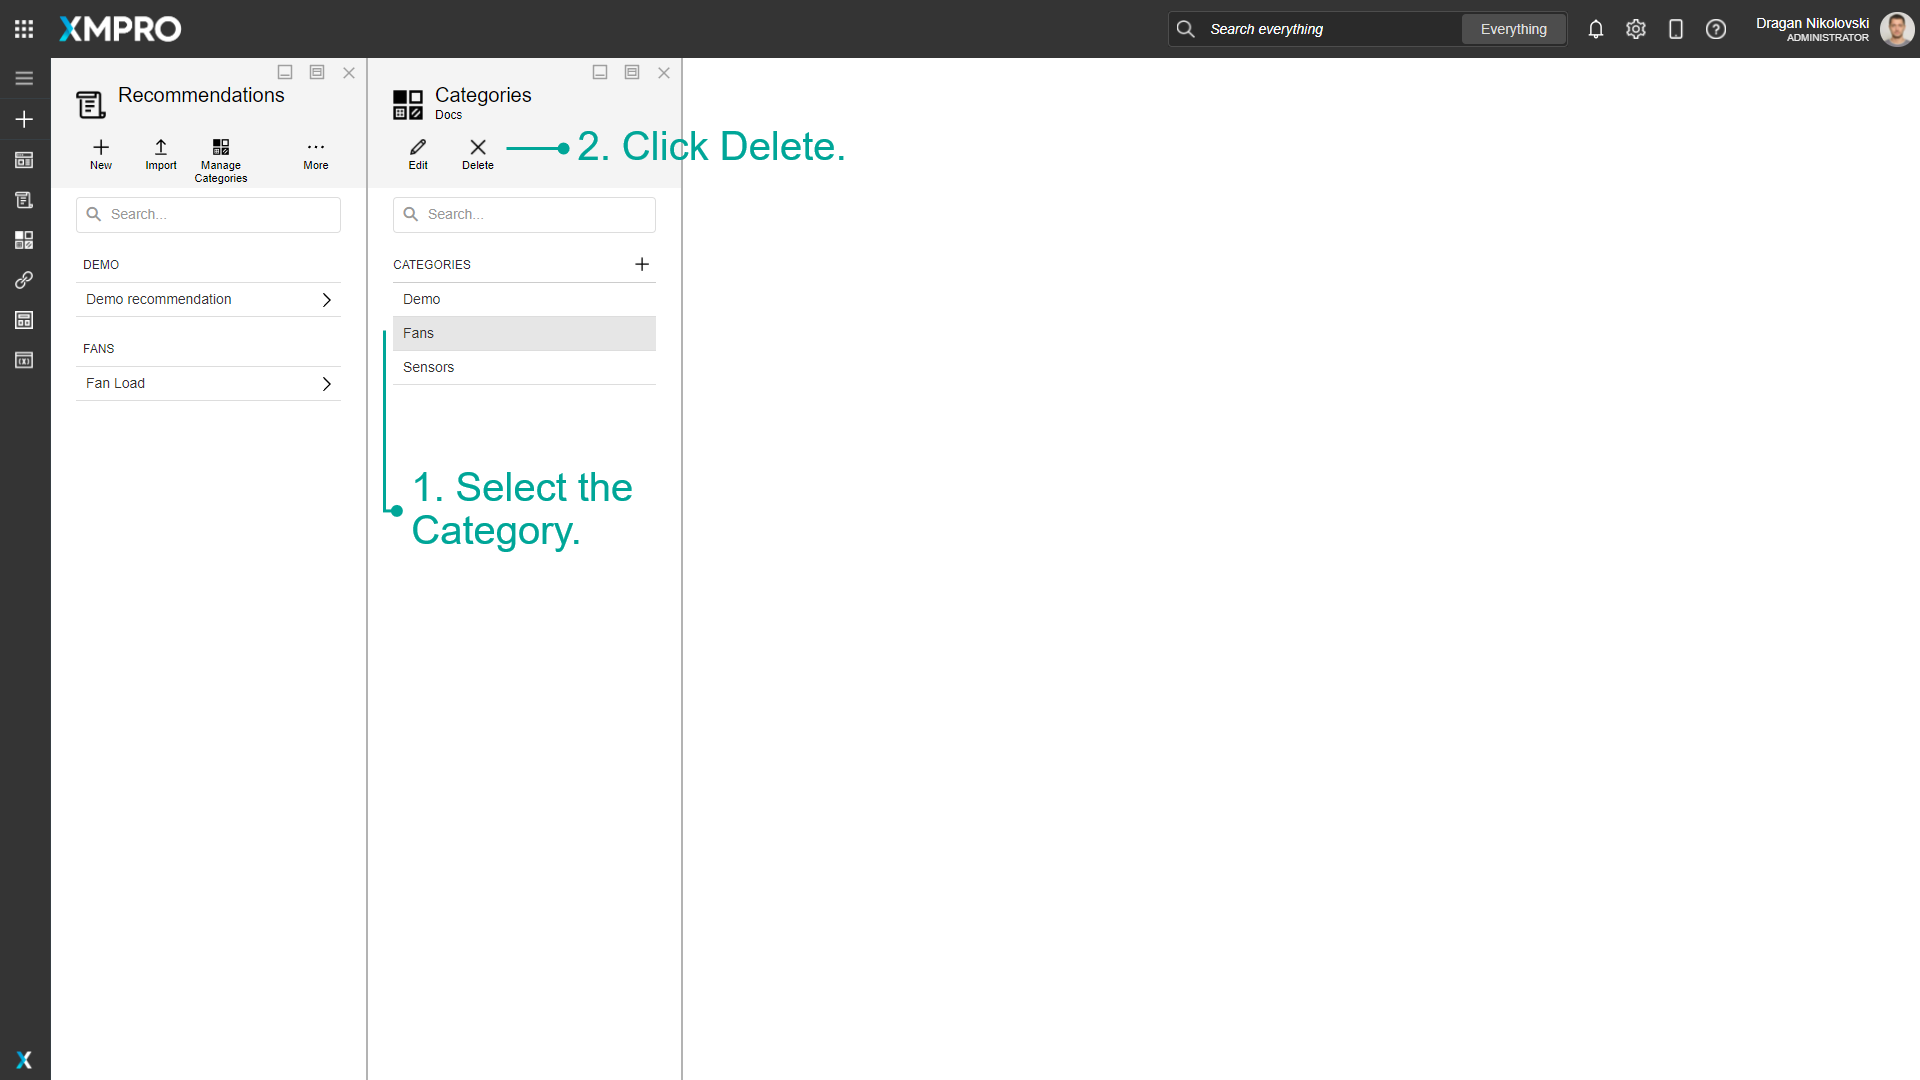 XMPRO
Search everything
Everything
Dragan Nikolovski
ADMINISTRATOR
Recommendations
New
Import
Manage
Categories
More
Search...
DEMO
Demo recommendation
FANS
Fan Load
Categories
Docs
Edit
Delete
2. Click Delete.
Search...
CATEGORIES
Demo
Fans
Sensors
1. Select the
Category.